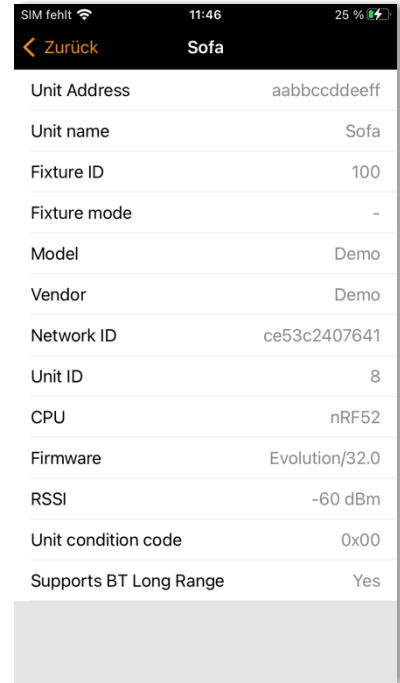 SIM fehlt 11:46 25 %
Zurück Sofa
Unit Address aabbccddeeff
Unit name Sofa
Fixture ID 100
Fixture mode -
Model Demo
Vendor Demo
Network ID ce53c2407641
Unit ID 8
CPU nRF52
Firmware Evolution/32.0
RSSI -60 dBm
Unit condition code 0x00
Supports BT Long Range Yes